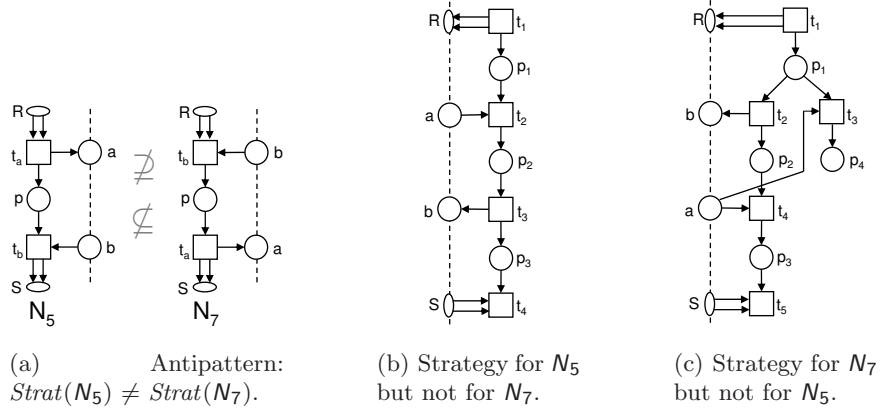 R
t_a
a
p
t_b
b
S
N_5
⊉
⊈
R
t_b
b
p
t_a
a
S
N_7
R
t_1
p_1
a
t_2
p_2
b
t_3
p_3
S
t_4
R
t_1
p_1
b
t_2
t_3
p_2
p_4
a
t_4
p_3
S
t_5
(a) Antipattern:
Strat(N_5) ≠ Strat(N_7).
(b) Strategy for N_5
but not for N_7.
(c) Strategy for N_7
but not for N_5.